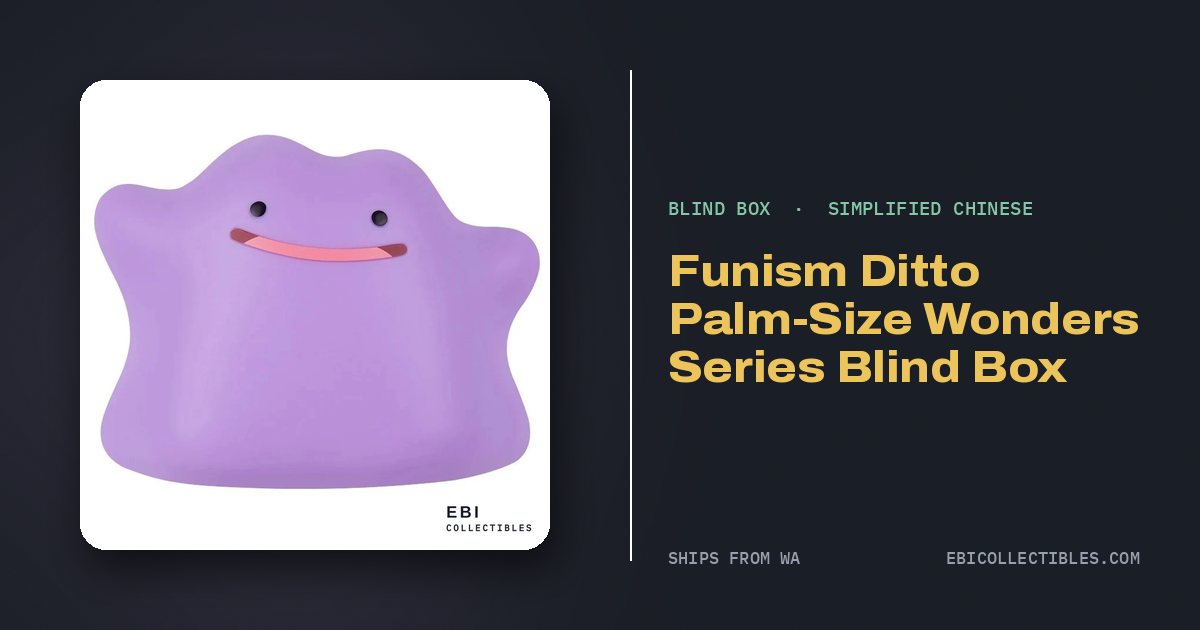 EBI
COLLECTIBLES
BLIND BOX · SIMPLIFIED CHINESE
Funism Ditto
Palm-Size Wonders
Series Blind Box
SHIPS FROM WA
EBICOLLECTIBLES.COM